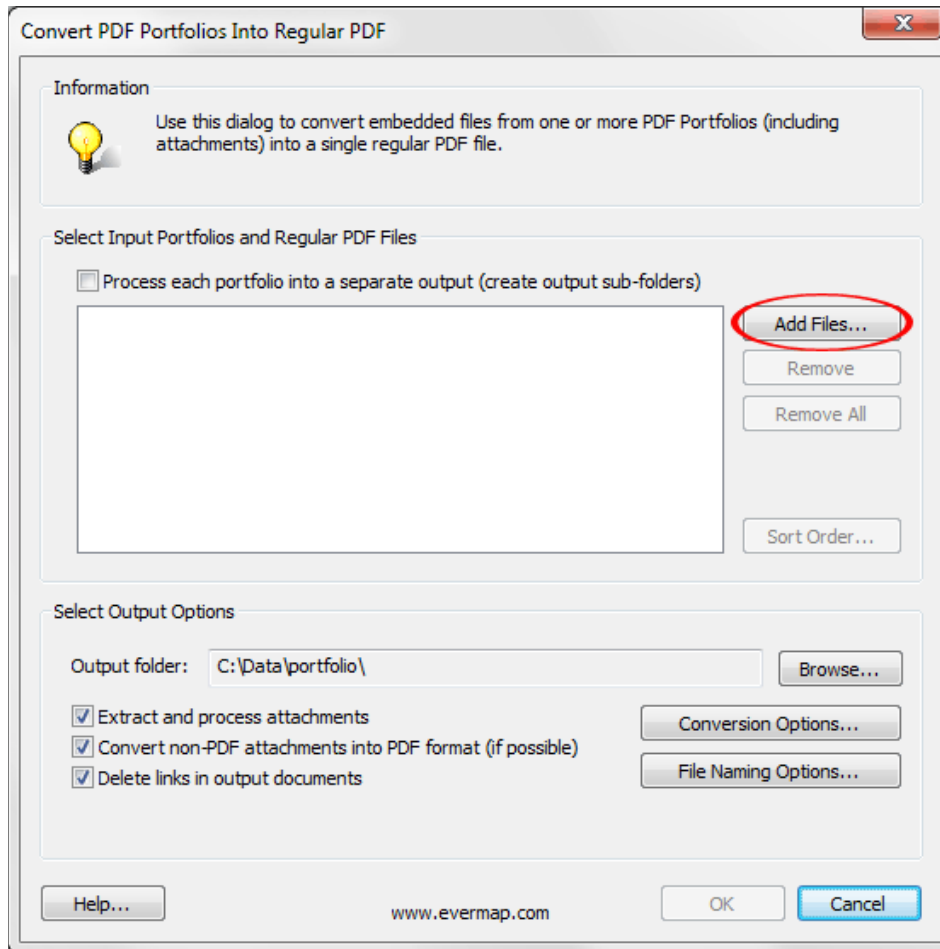 Convert PDF Portfolios Into Regular PDF
Information
Use this dialog to convert embedded files from one or more PDF Portfolios (including
attachments) into a single regular PDF file.
Select Input Portfolios and Regular PDF Files
Process each portfolio into a separate output (create output sub-folders)
Add Files...
Remove
Remove All
Sort Order...
Select Output Options
Output folder: C:\Data\portfolio\ Browse...
Extract and process attachments
Conversion Options...
Convert non-PDF attachments into PDF format (if possible)
File Naming Options...
Delete links in output documents
Help... www.evermap.com OK Cancel